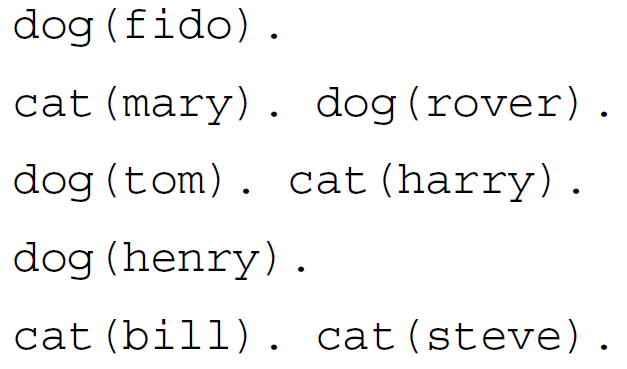 dog(fido).
cat(mary). dog(rover).
dog(tom). cat(harry).
dog(henry).
cat(bill). cat(steve).